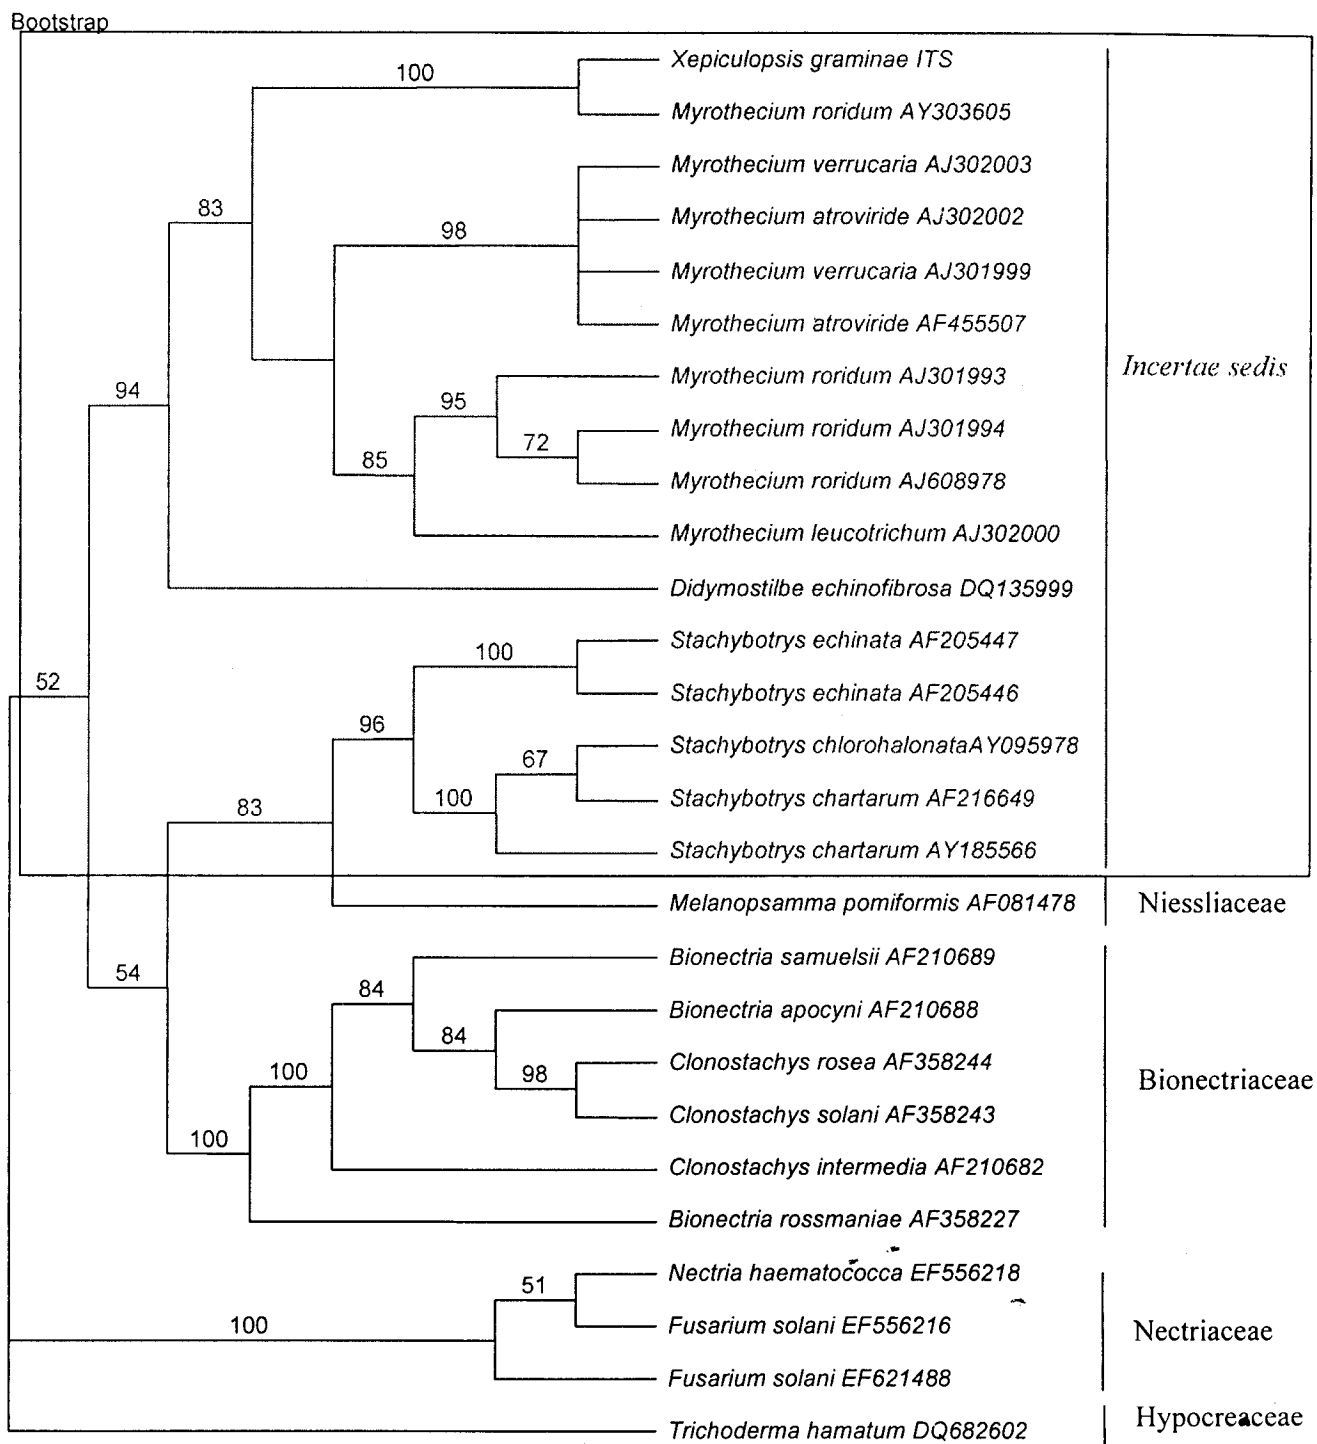 Bootstrap
Xepiculopsis graminae ITS
100
Myrothecium roridum AY303605
Myrothecium verrucaria AJ302003
83
Myrothecium atroviride AJ302002
98
Myrothecium verrucaria AJ301999
Myrothecium atroviride AF455507
Incertae sedis
Myrothecium roridum AJ301993
94
95
Myrothecium roridum AJ301994
72
85
Myrothecium roridum AJ608978
Myrothecium leucotrichum AJ302000
Didymostilbe echinofibrosa DQ135999
Stachybotrys echinata AF205447
100
52
Stachybotrys echinata AF205446
96
Stachybotrys chlorohalonataAY095978
67
Stachybotrys chartarum AF216649
83
100
Stachybotrys chartarum AY185566
Melanopsamma pomiformis AF081478
Niessliaceae
Bionectria samuelsii AF210689
54
84
Bionectria apocyni AF210688
84
Clonostachys rosea AF358244
100
98
Bionectriaceae
Clonostachys solani AF358243
100
Clonostachys intermedia AF210682
Bionectria rossmaniae AF358227
Nectria haematococca EF556218
51
Fusarium solani EF556216
100
Nectriaceae
Fusarium solani EF621488
Hypocreaceae
Trichoderma hamatum DQ682602